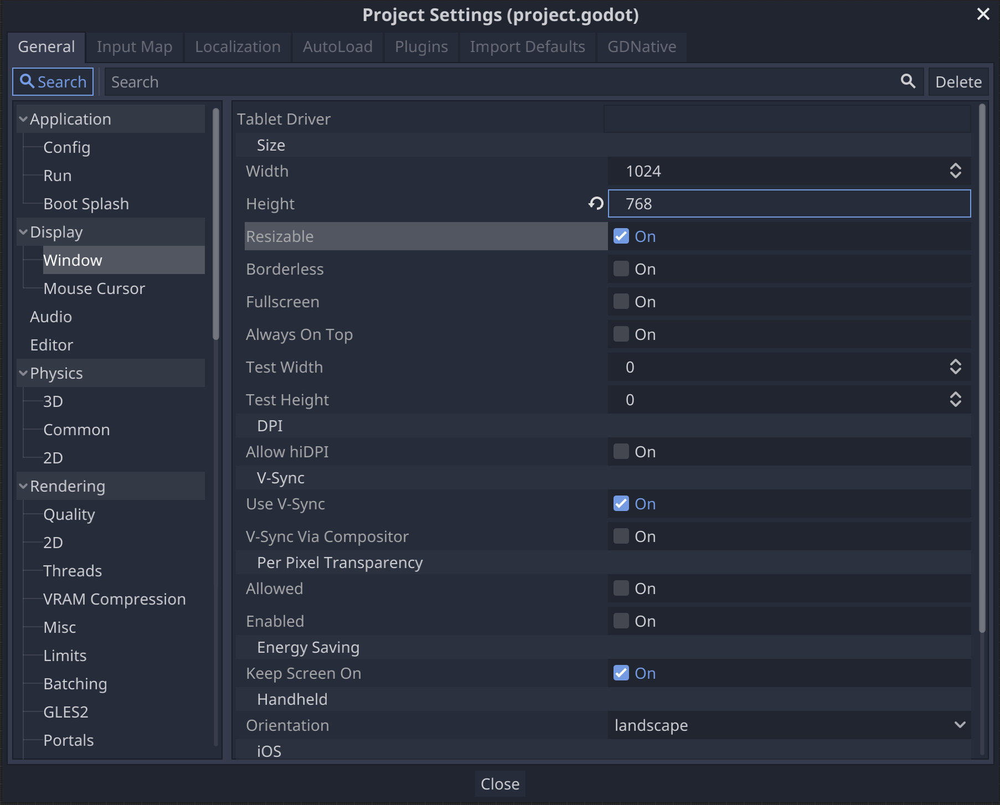 Project Settings (project.godot)
General Input Map Localization AutoLoad Plugins Import Defaults GDNative
Search Search Delete
Application
Config
Run
Boot Splash
Display
Window
Mouse Cursor
Audio
Editor
Physics
3D
Common
2D
Rendering
Quality
2D
Threads
VRAM Compression
Misc
Limits
Batching
GLES2
Portals
Tablet Driver
Size
Width 1024
Height 768
Resizable On
Borderless On
Fullscreen On
Always On Top On
Test Width 0
Test Height 0
DPI
Allow hiDPI On
V-Sync
Use V-Sync On
V-Sync Via Compositor On
Per Pixel Transparency
Allowed On
Enabled On
Energy Saving
Keep Screen On On
Handheld
Orientation landscape
iOS
Close